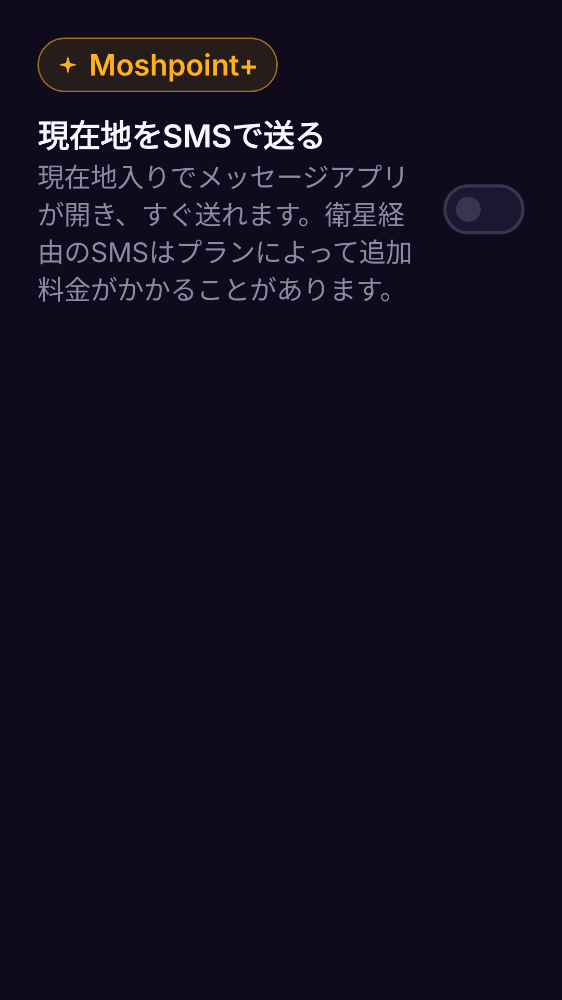 Moshpoint+
現在地をSMSで送る
現在地入りでメッセージアプリ
が開き、すぐ送れます。衛星経
由のSMSはプランによって追加
料金がかかることがあります。